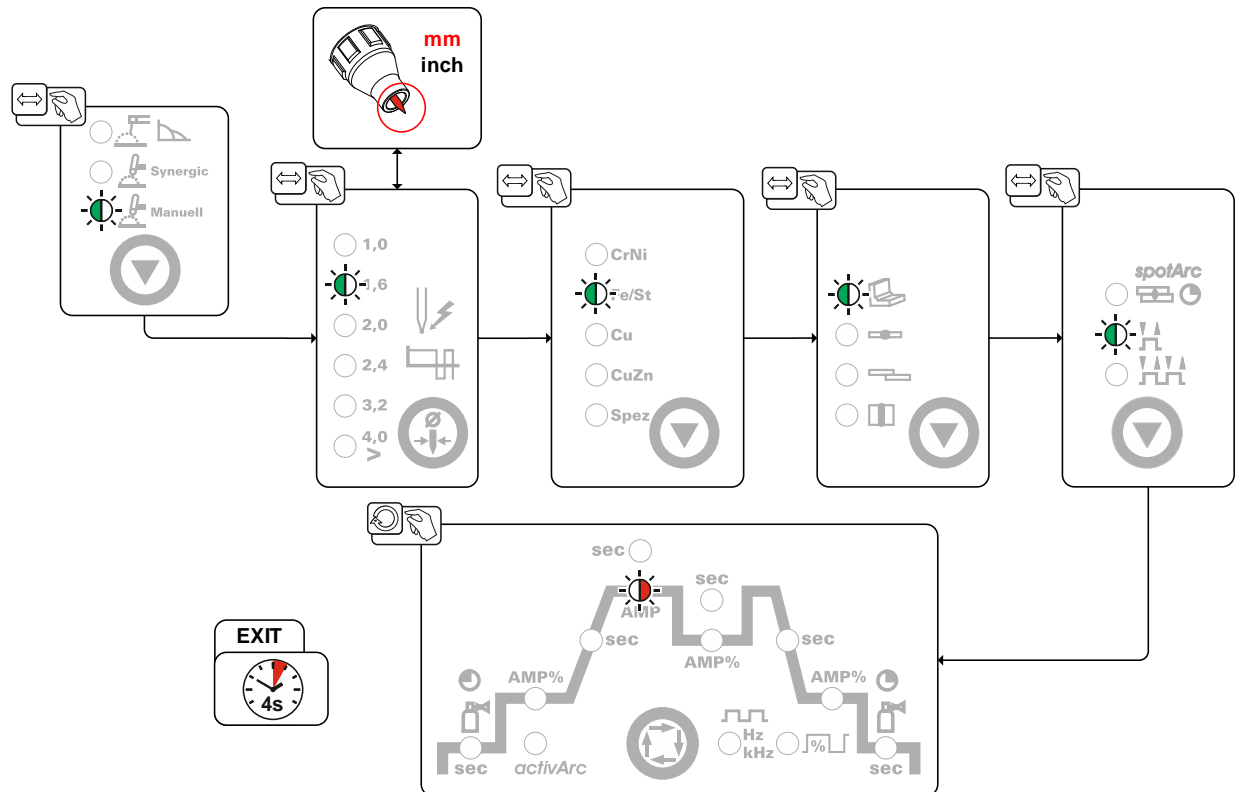 mm
inch
Synergic
Manuell
1,0
1,6
2,0
2,4
3,2
4,0
>
CrNi
Fe/St
Cu
CuZn
Spez
spotArc
sec
sec
AMP
sec
sec
AMP%
AMP%
AMP%
Hz
kHz
%
sec
activArc
sec
EXIT
4s